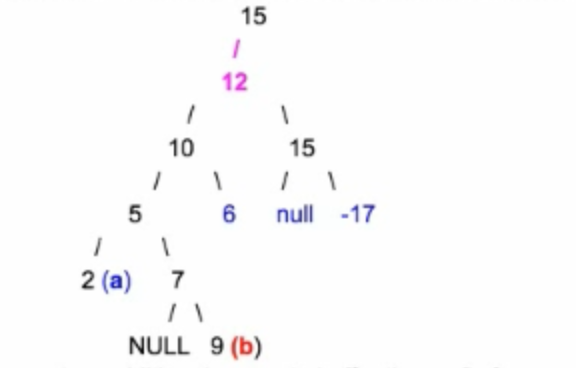 15
/
12
/ \
10 15
/ \ / \
5 6 null -17
/ \
2 (a) 7
/ \
NULL 9 (b)